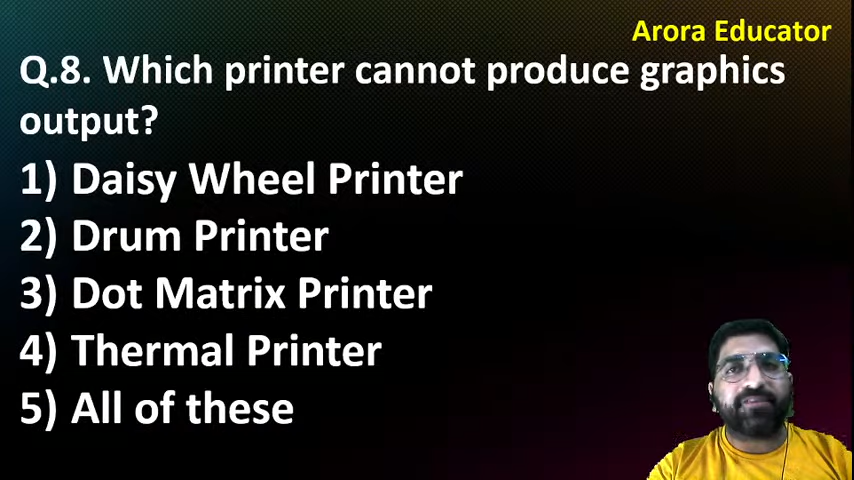 Arora Educator
Q.8. Which printer cannot produce graphics
output?
1) Daisy Wheel Printer
2) Drum Printer
3) Dot Matrix Printer
4) Thermal Printer
5) All of these